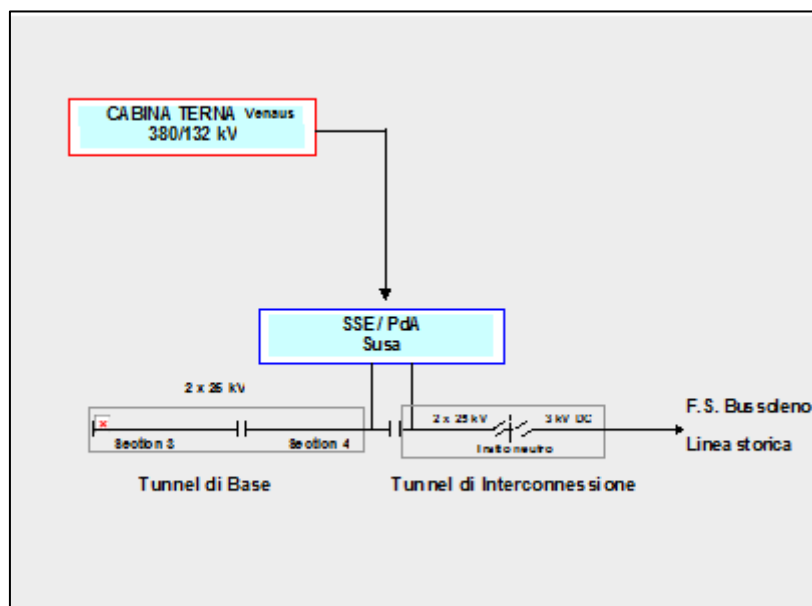 CABINA TERNA Venaus
380/132 kV
SSE / PdA
Susa
2 x 25 kV
2 x 25 kV
3 kV DC
F.S. Bussoleno
Section 3
Section 4
neutro
Linea storica
Tunnel di Base
Tunnel di Interconnessione